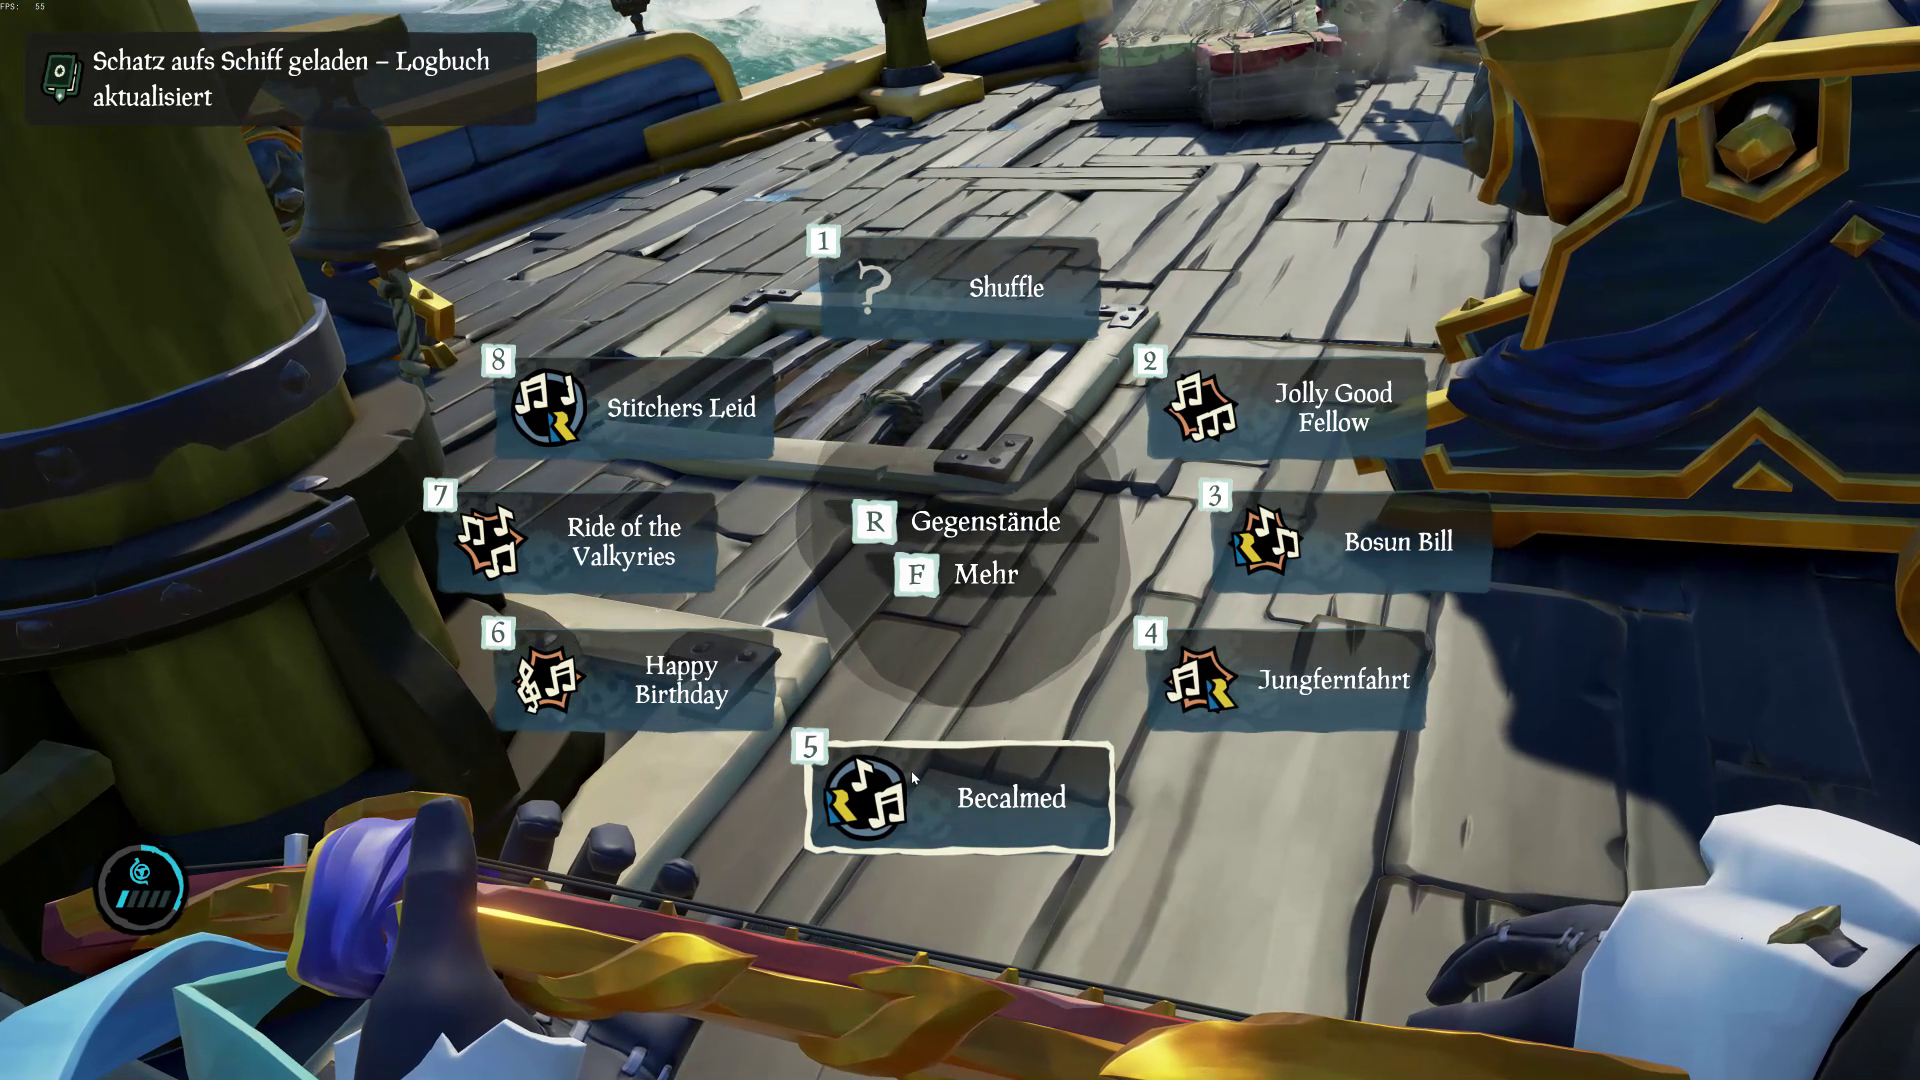 FPS: 55
Schatz aufs Schiff geladen – Logbuch
aktualisiert
1
Shuffle
8
Stitchers Leid
2
Jolly Good
Fellow
7
Ride of the
Valkyries
R Gegenstände
F Mehr
3
Bosun Bill
6
Happy
Birthday
4
Jungfernfahrt
5
Becalmed